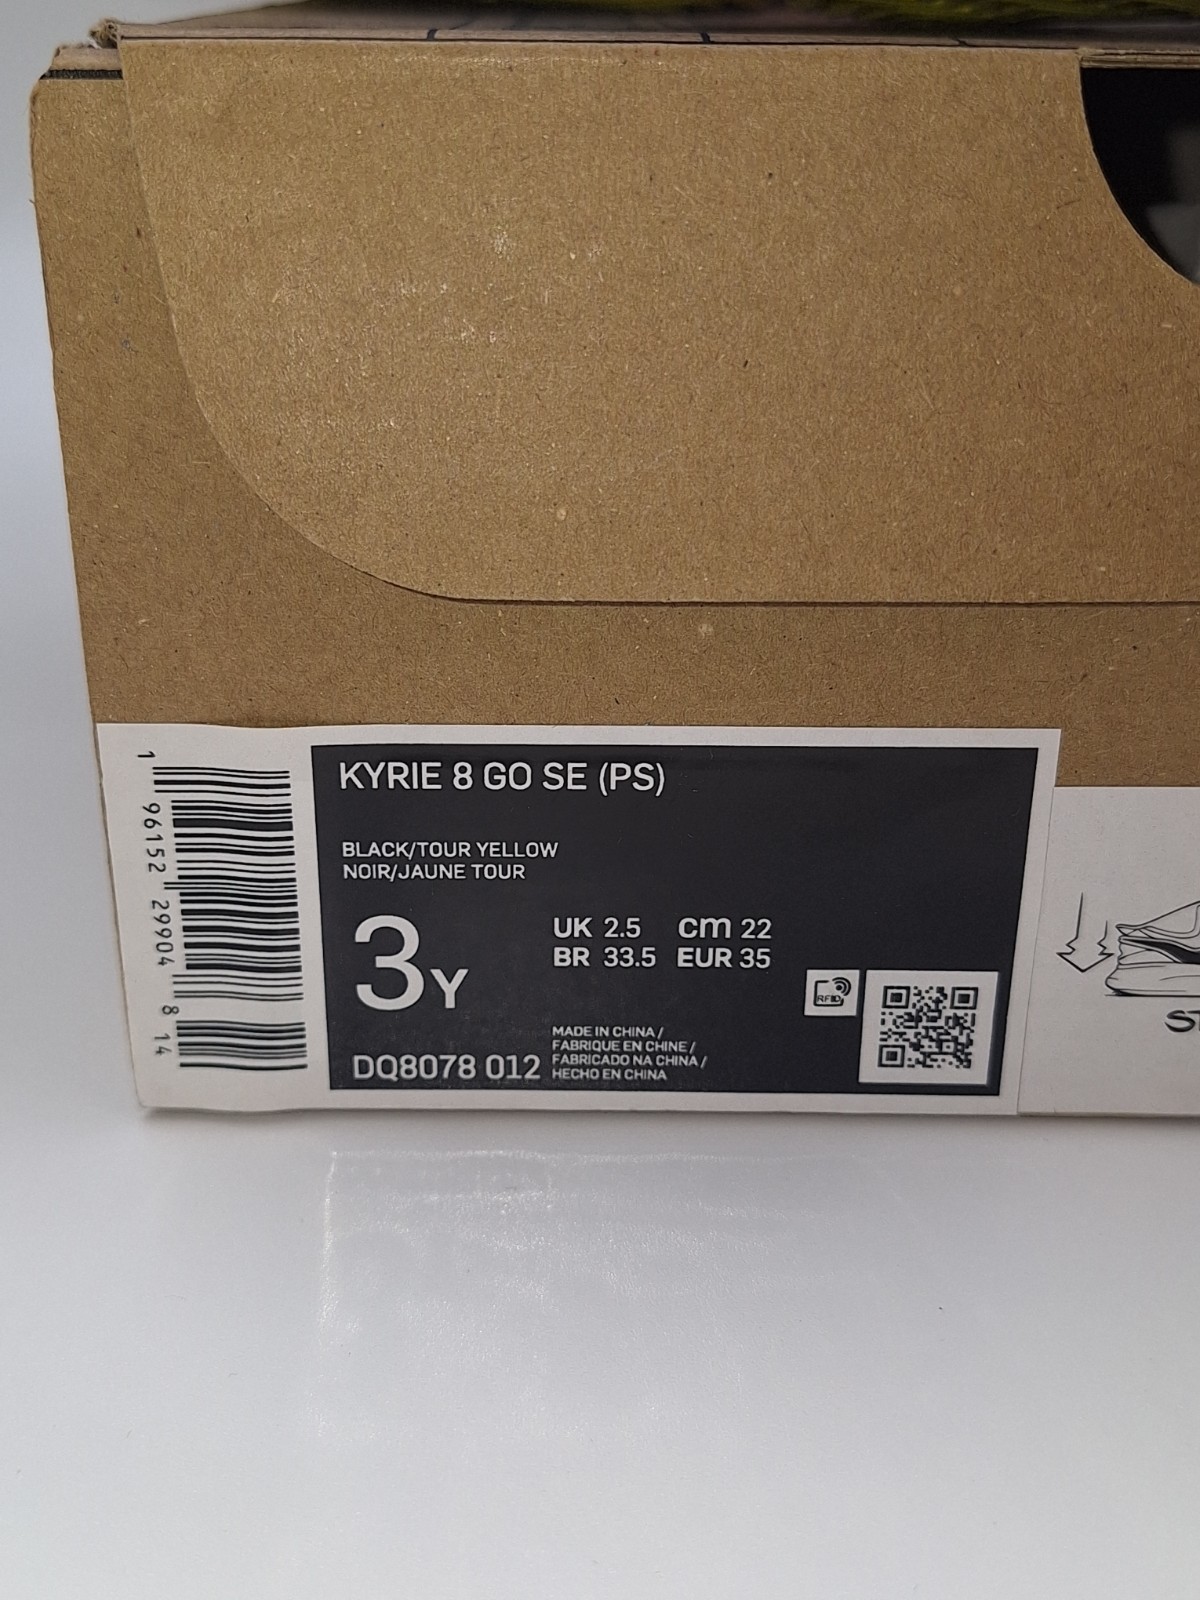 KYRIE 8 GO SE (PS)
BLACK/TOUR YELLOW
NOIR/JAUNE TOUR
3Y
UK 2.5 cm 22
BR 33.5 EUR 35
RFID
MADE IN CHINA /
FABRIQUE EN CHINE /
FABRICADO NA CHINA /
HECHO EN CHINA
DQ8078 012
1 96152 29904 8 14